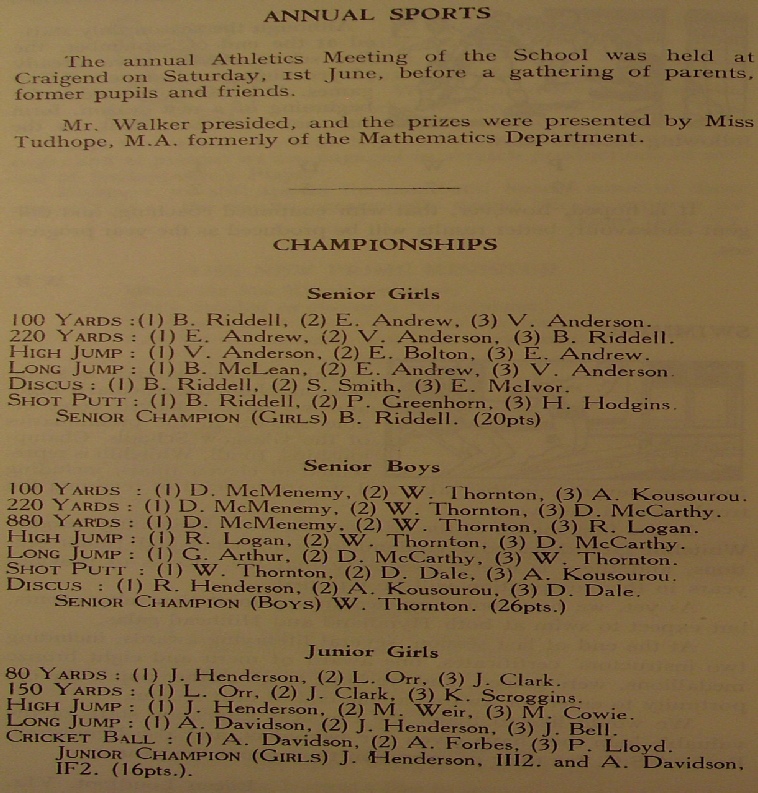 ANNUAL SPORTS
The annual Athletics Meeting of the School was held at
Craigend on Saturday, 1st June, before a gathering of parents,
former pupils and friends.
Mr. Walker presided, and the prizes were presented by Miss
Tudhope, M.A. formerly of the Mathematics Department.
CHAMPIONSHIPS
Senior Girls
100 YARDS :(1) B. Riddell, (2) E. Andrew, (3) V. Anderson.
220 YARDS : (1) E. Andrew, (2) V. Anderson, (3) B. Riddell.
HIGH JUMP : (1) V. Anderson, (2) E. Bolton, (3) E. Andrew.
LONG JUMP : (1) B. McLean, (2) E. Andrew, (3) V. Anderson.
DISCUS : (1) B. Riddell, (2) S. Smith, (3) E. McIvor.
SHOT PUTT : (1) B. Riddell, (2) P. Greenhorn, (3) H. Hodgins.
SENIOR CHAMPION (GIRLS) B. Riddell. (20pts)
Senior Boys
100 YARDS : (1) D. McMenemy, (2) W. Thornton, (3) A. Kousourou.
220 YARDS : (1) D. McMenemy, (2) W. Thornton, (3) D. McCarthy.
880 YARDS : (1) D. McMenemy, (2) W. Thornton, (3) R. Logan.
HIGH JUMP : (1) R. Logan, (2) W. Thornton, (3) D. McCarthy.
LONG JUMP : (1) G. Arthur, (2) D. McCarthy, (3) W. Thornton.
SHOT PUTT : (1) W. Thornton, (2) D. Dale, (3) A. Kousourou.
DISCUS : (1) R. Henderson, (2) A. Kousourou, (3) D. Dale.
SENIOR CHAMPION (BOYS) W. Thornton. (26pts.)
Junior Girls
80 YARDS : (1) J. Henderson, (2) L. Orr, (3) J. Clark.
150 YARDS : (1) L. Orr, (2) J. Clark, (3) K. Scroggins.
HIGH JUMP : (1) J. Henderson, (2) M. Weir, (3) M. Cowie.
LONG JUMP : (1) A. Davidson, (2) J. Henderson, (3) J. Bell.
CRICKET BALL : (1) A. Davidson, (2) A. Forbes, (3) P. Lloyd.
JUNIOR CHAMPION (GIRLS) J. Henderson, III2. and A. Davidson,
IF2. (16pts.).